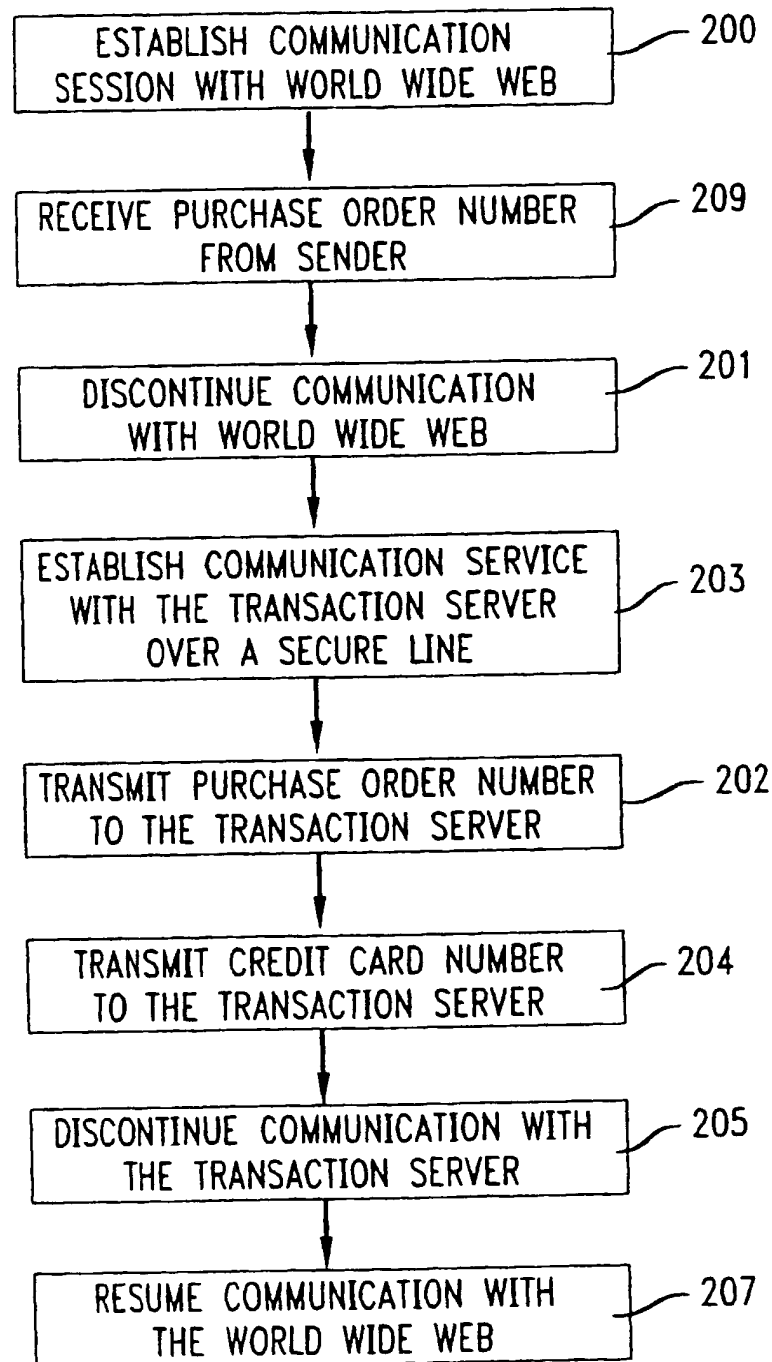 ESTABLISH COMMUNICATION
SESSION WITH WORLD WIDE WEB
200
RECEIVE PURCHASE ORDER NUMBER
FROM SENDER
209
DISCONTINUE COMMUNICATION
WITH WORLD WIDE WEB
201
ESTABLISH COMMUNICATION SERVICE
WITH THE TRANSACTION SERVER
OVER A SECURE LINE
203
TRANSMIT PURCHASE ORDER NUMBER
TO THE TRANSACTION SERVER
202
TRANSMIT CREDIT CARD NUMBER
TO THE TRANSACTION SERVER
204
DISCONTINUE COMMUNICATION WITH
THE TRANSACTION SERVER
205
RESUME COMMUNICATION WITH
THE WORLD WIDE WEB
207